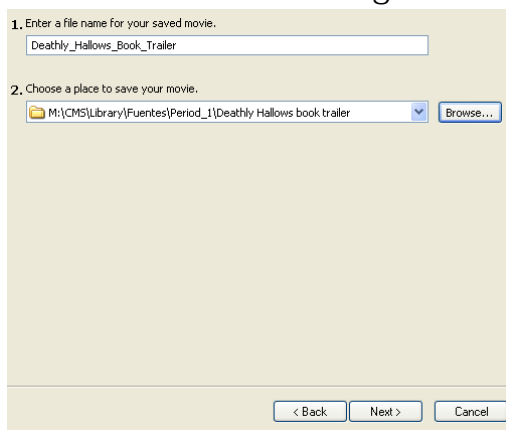 1. Enter a file name for your saved movie.
Deathly_Hallows_Book_Trailer
2. Choose a place to save your movie.
M:\CMS\Library\Fuentes\Period_1\Deathly Hallows book trailer
Browse...
< Back
Next >
Cancel